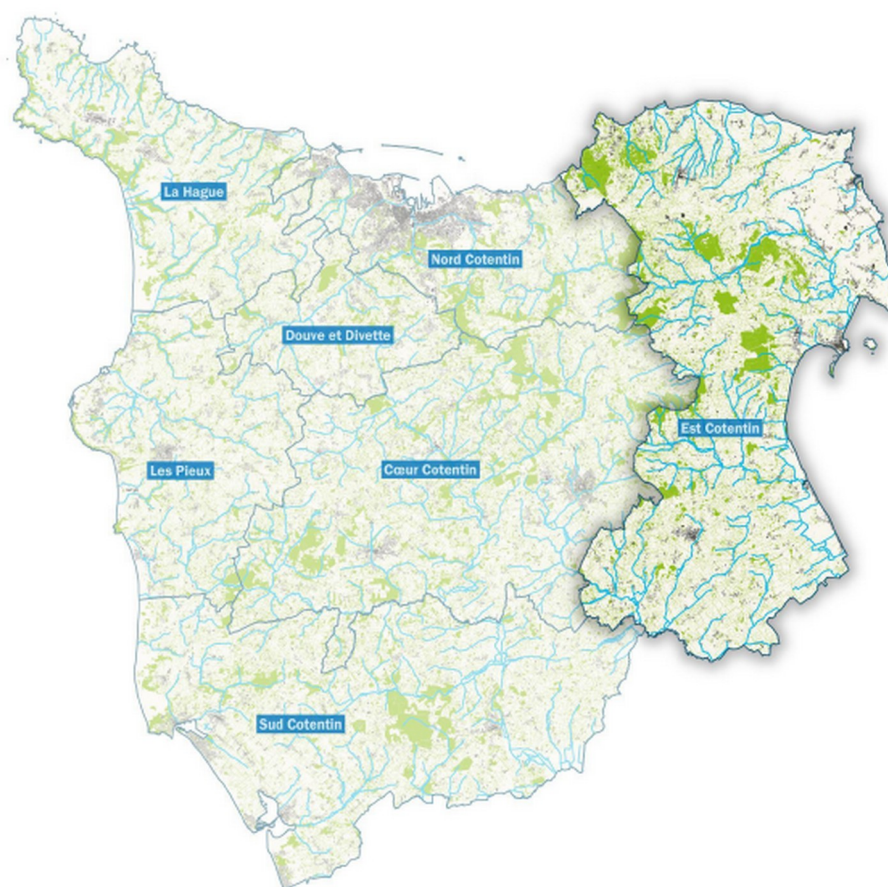 La Hague
Nord Cotentin
Douve et Divette
Est Cotentin
Les Pieux
Cœur Cotentin
Sud Cotentin